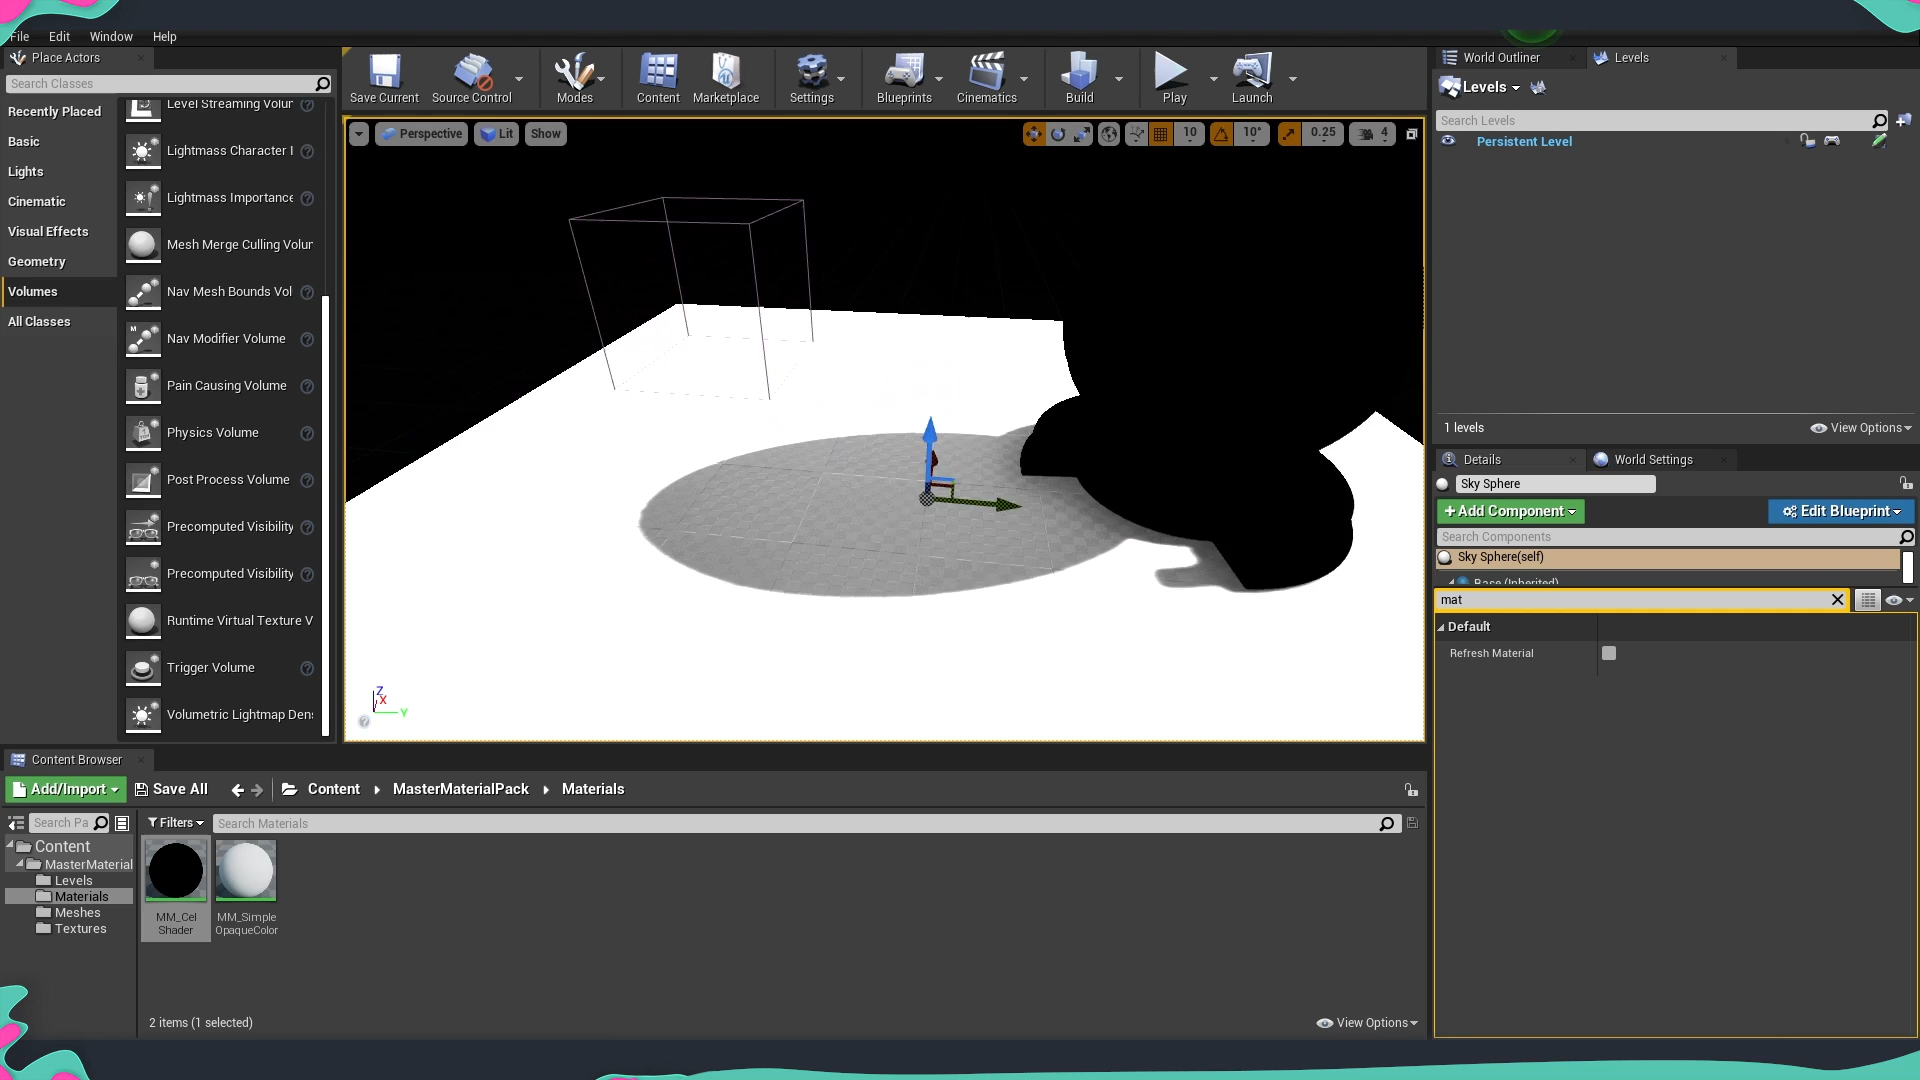 File Edit Window Help
Place Actors
Search Classes
Recently Placed
Basic
Lights
Cinematic
Visual Effects
Geometry
Volumes
All Classes
Level Streaming Volur
Lightmass Character I
Lightmass Importance
Mesh Merge Culling Volur
Nav Mesh Bounds Vol
Nav Modifier Volume
Pain Causing Volume
Physics Volume
Post Process Volume
Precomputed Visibility
Precomputed Visibility
Runtime Virtual Texture V
Trigger Volume
Volumetric Lightmap Den
Save Current Source Control Modes Content Marketplace Settings Blueprints Cinematics Build Play Launch
Perspective Lit Show
10 10° 0.25 4
Z
X
Y
World Outliner Levels
Levels
Search Levels
Persistent Level
1 levels View Options
Details World Settings
Sky Sphere
+Add Component Edit Blueprint
Search Components
Sky Sphere(self)
Base (Inherited)
mat
Default
Refresh Material
Content Browser
Add/Import Save All Content MasterMaterialPack Materials
Search Pa
Filters
Search Materials
Content
MasterMaterial
Levels
Materials
Meshes
Textures
MM_Cel
Shader
MM_Simple
OpaqueColor
2 items (1 selected)
View Options